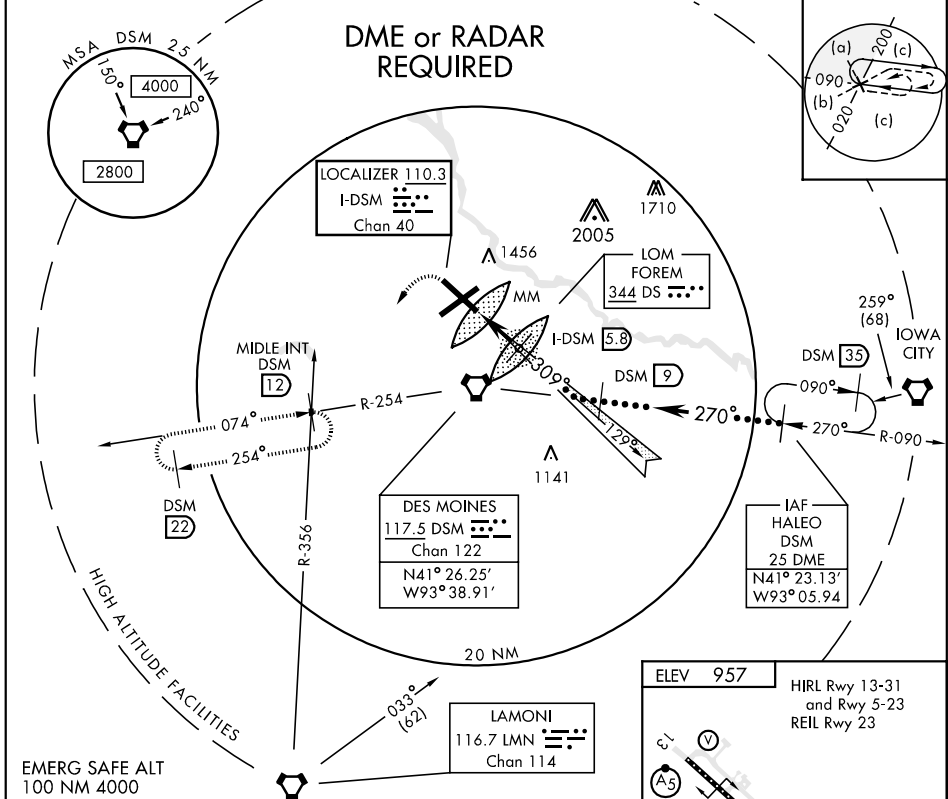 DME or RADAR
REQUIRED
MSA DSM 25 NM
150°
4000
240°
2800
(a)
200
(c)
090
(b)
020
(c)
LOCALIZER 110.3
I-DSM
Chan 40
1710
2005
1456
LOM
FOREM
344 DS
MM
259°
(68)
IOWA
CITY
I-DSM 5.8
MIDLE INT
DSM
12
309°
DSM 9
DSM 35
090°
R-254
074°
270°
270°
R-090
254°
129°
1141
DSM
22
DES MOINES
117.5 DSM
Chan 122
N41° 26.25'
W93° 38.91'
IAF
HALEO
DSM
25 DME
N41° 23.13'
W93° 05.94
R-356
HIGH ALTITUDE FACILITIES
20 NM
ELEV 957
HIRL Rwy 13-31
and Rwy 5-23
REIL Rwy 23
033°
(62)
LAMONI
116.7 LMN
Chan 114
13
V
A5
EMERG SAFE ALT
100 NM 4000